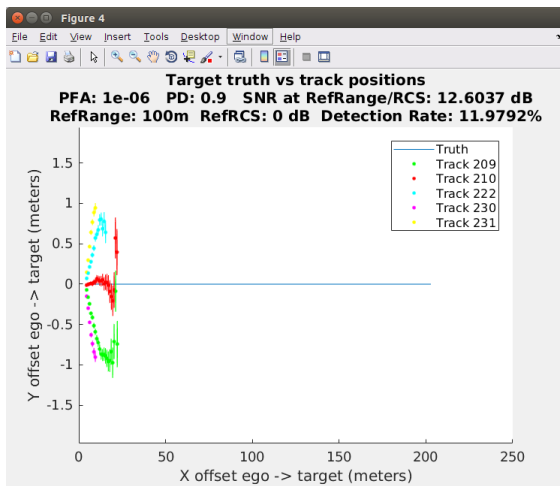 Figure 4
File Edit View Insert Tools Desktop Window Help
Target truth vs track positions
PFA: 1e-06 PD: 0.9 SNR at RefRange/RCS: 12.6037 dB
RefRange: 100m RefRCS: 0 dB Detection Rate: 11.9792%
Truth
Track 209
Track 210
Track 222
Track 230
Track 231
1.5
1
0.5
0
-0.5
-1
-1.5
Y offset ego -> target (meters)
0 50 100 150 200 250
X offset ego -> target (meters)